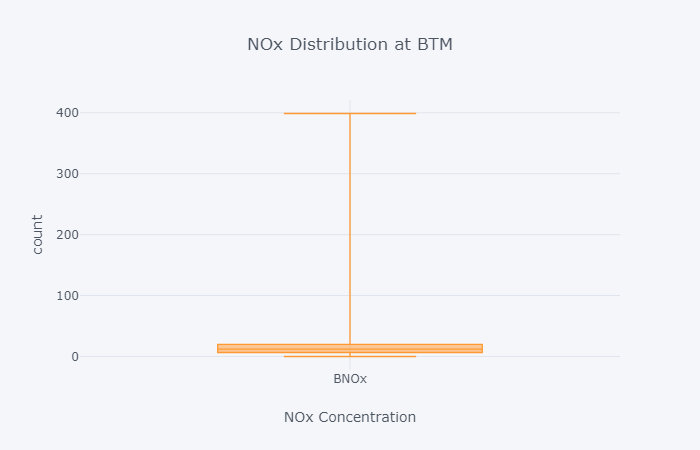 NOx Distribution at BTM
400
300
200
100
0
count
BNOx
NOx Concentration